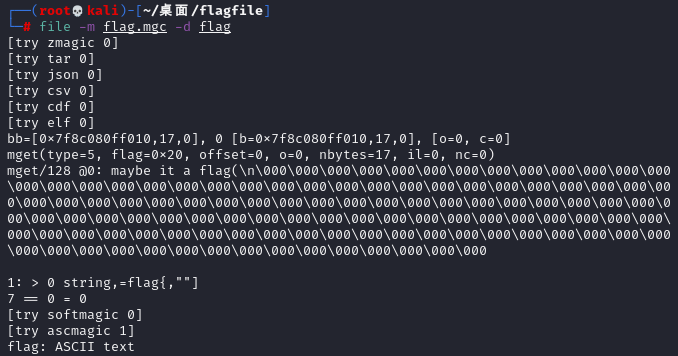 (root💀kali)-[~/桌面/flagfile]
# file -m flag.mgc -d flag
[try zmagic 0]
[try tar 0]
[try json 0]
[try csv 0]
[try cdf 0]
[try elf 0]
bb=[0×7f8c080ff010,17,0], 0 [b=0×7f8c080ff010,17,0], [o=0, c=0]
mget(type=5, flag=0×20, offset=0, o=0, nbytes=17, il=0, nc=0)
mget/128 @0: maybe it a flag(\n\000\000\000\000\000\000\000\000\000\000\000\000\000
\000\000\000\000\000\000\000\000\000\000\000\000\000\000\000\000\000\000\000\000\00
0\000\000\000\000\000\000\000\000\000\000\000\000\000\000\000\000\000\000\000\000\0
00\000\000\000\000\000\000\000\000\000\000\000\000\000\000\000\000\000\000\000\000\
000\000\000\000\000\000\000\000\000\000\000\000\000\000\000\000\000\000\000\000\000
\000\000\000\000\000\000\000\000\000\000\000\000\000\000\000
1: > 0 string,=flag{,""]
7 == 0 = 0
[try softmagic 0]
[try ascmagic 1]
flag: ASCII text